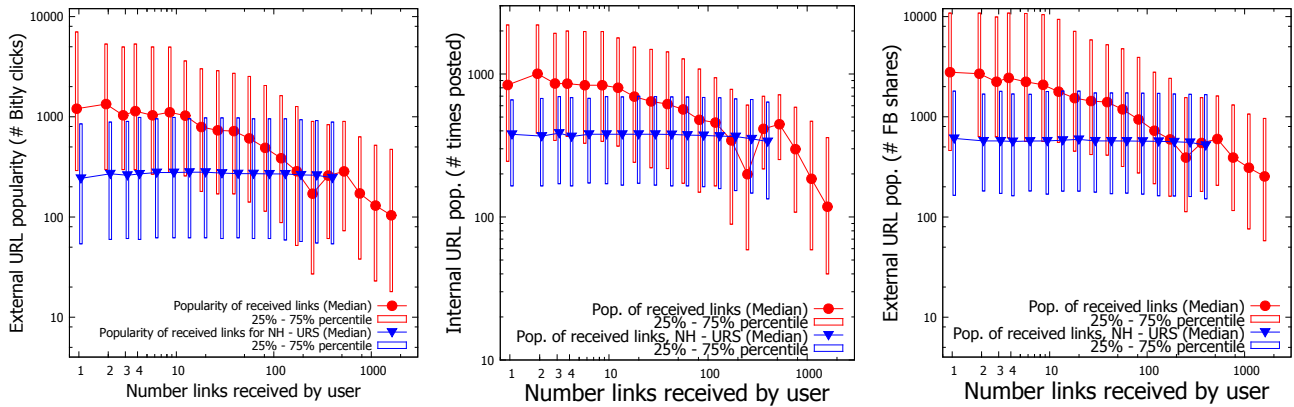 External URL popularity (# Bitly clicks)
10000
1000
100
10
1
2
3
4
10
100
1000
Popularity of received links (Median)
25% - 75% percentile
Popularity of received links for NH - URS (Median)
25% - 75% percentile
Number links received by user
Internal URL pop. (# times posted)
1000
100
10
1
2
3
4
10
100
1000
Pop. of received links (Median)
25% - 75% percentile
Pop. of received links, NH - URS (Median)
25% - 75% percentile
Number links received by user
External URL pop. (# FB shares)
10000
1000
100
10
1
2
3
4
10
100
1000
Pop. of received links (Median)
25% - 75% percentile
Pop. of received links, NH - URS (Median)
25% - 75% percentile
Number links received by user